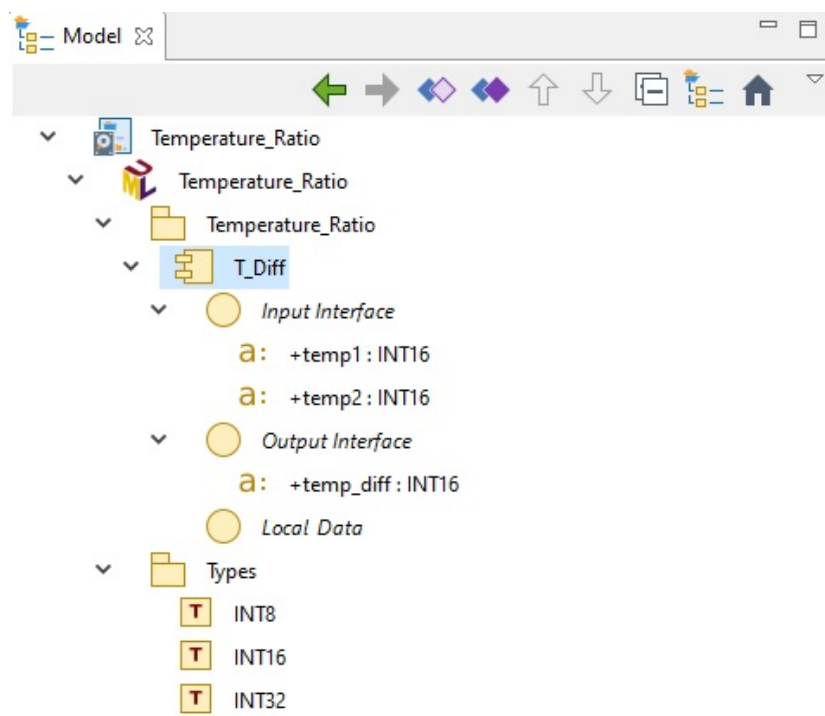 Model
Temperature_Ratio
Temperature_Ratio
Temperature_Ratio
T_Diff
Input Interface
a: +temp1 : INT16
a: +temp2 : INT16
Output Interface
a: +temp_diff : INT16
Local Data
Types
T INT8
T INT16
T INT32